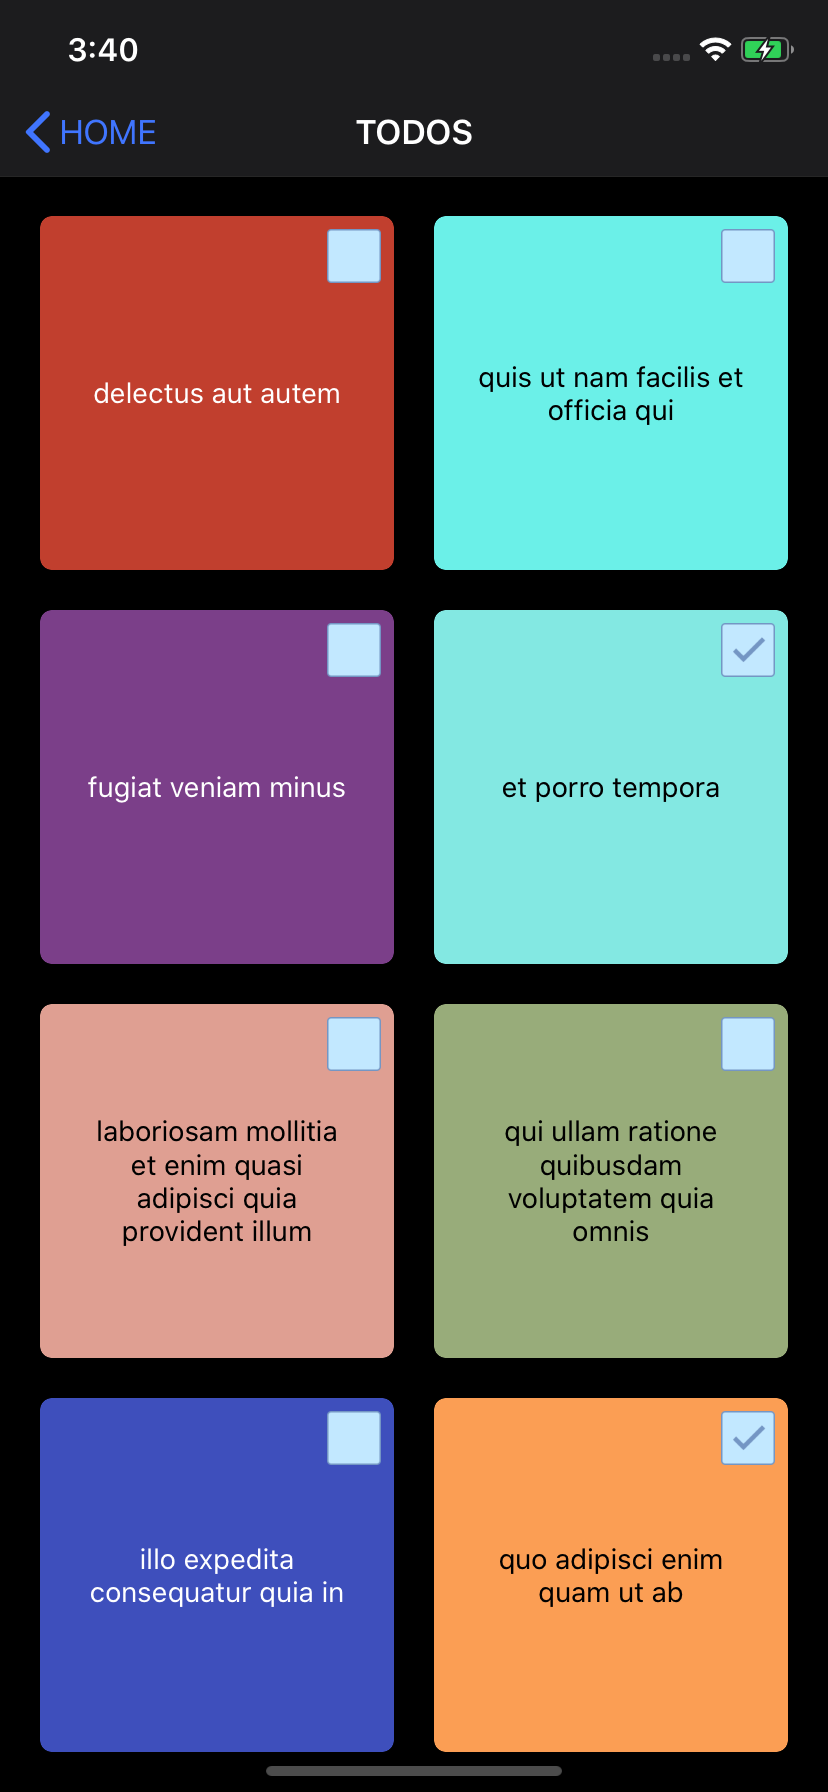 3:40
HOME
TODOS
delectus aut autem
quis ut nam facilis et
officia qui
fugiat veniam minus
et porro tempora
laboriosam mollitia
et enim quasi
adipisci quia
provident illum
qui ullam ratione
quibusdam
voluptatem quia
omnis
illo expedita
consequatur quia in
quo adipisci enim
quam ut ab